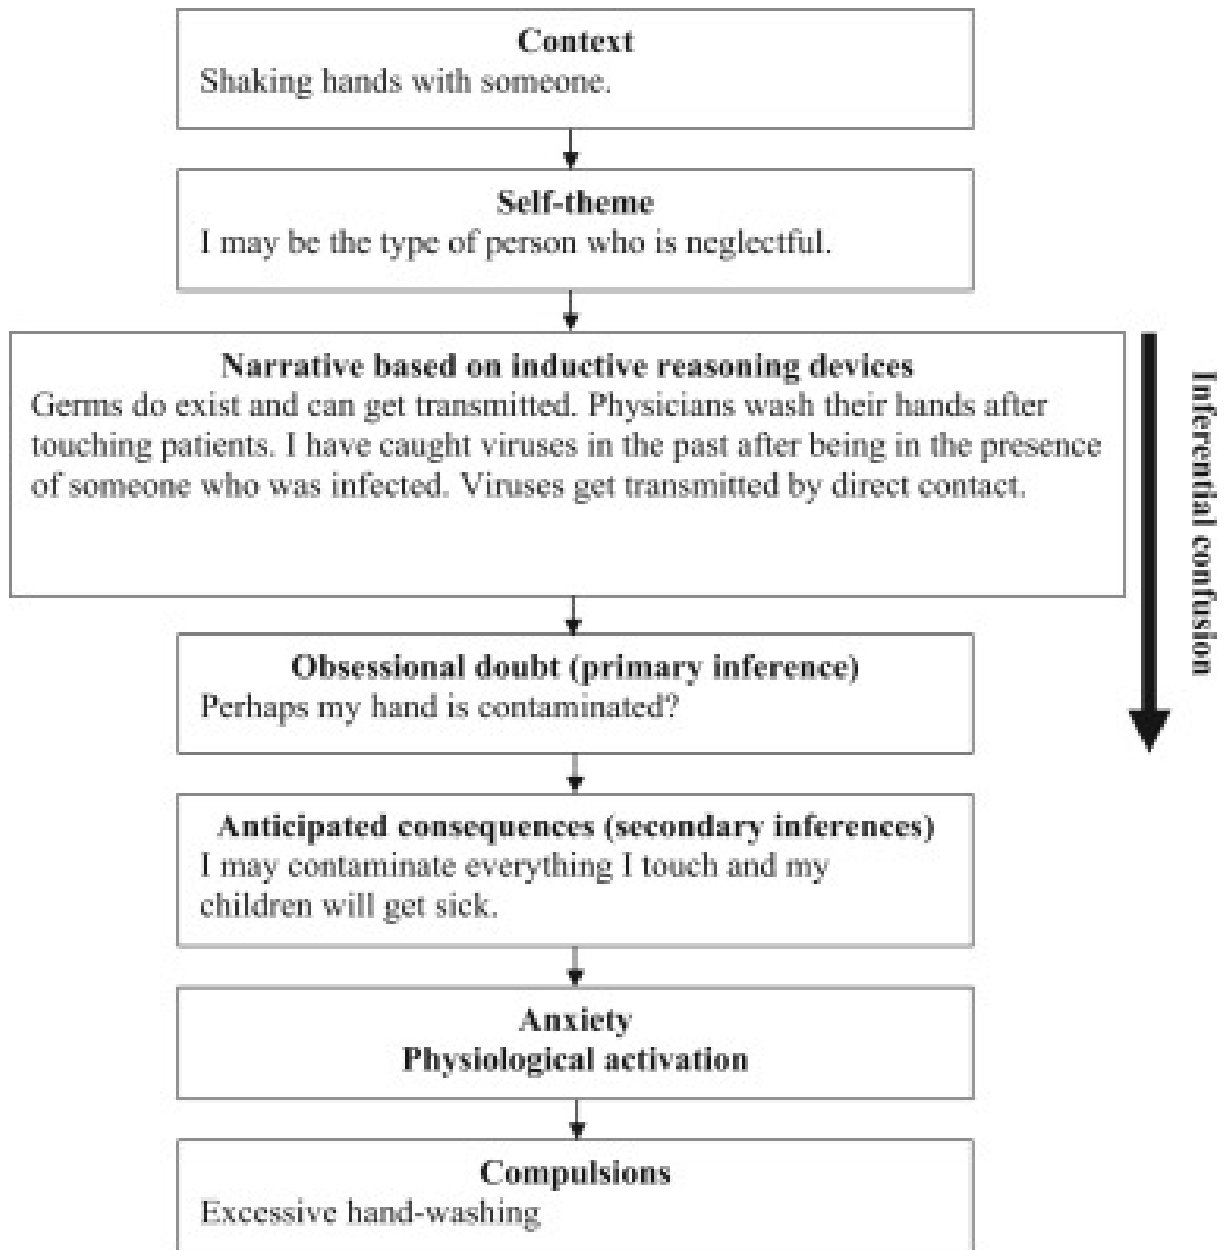 Context
Shaking hands with someone.
Self-theme
I may be the type of person who is neglectful.
Narrative based on inductive reasoning devices
Germs do exist and can get transmitted. Physicians wash their hands after
touching patients. I have caught viruses in the past after being in the presence
of someone who was infected. Viruses get transmitted by direct contact.
Inferential confusion
Obsessional doubt (primary inference)
Perhaps my hand is contaminated?
Anticipated consequences (secondary inferences)
I may contaminate everything I touch and my
children will get sick.
Anxiety
Physiological activation
Compulsions
Excessive hand-washing